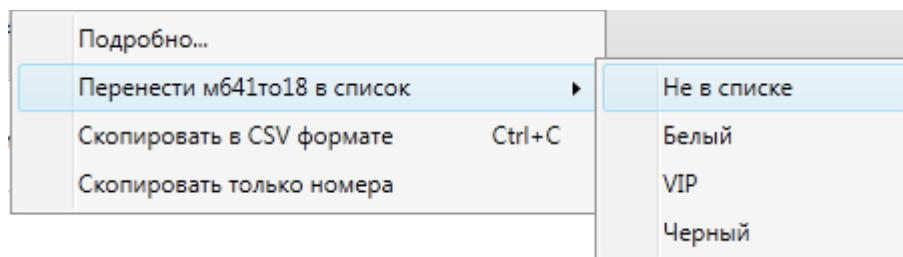 Подробно...
Перенести м641то18 в список
Не в списке
Скопировать в CSV формате Ctrl+C
Белый
Скопировать только номера
VIP
Черный